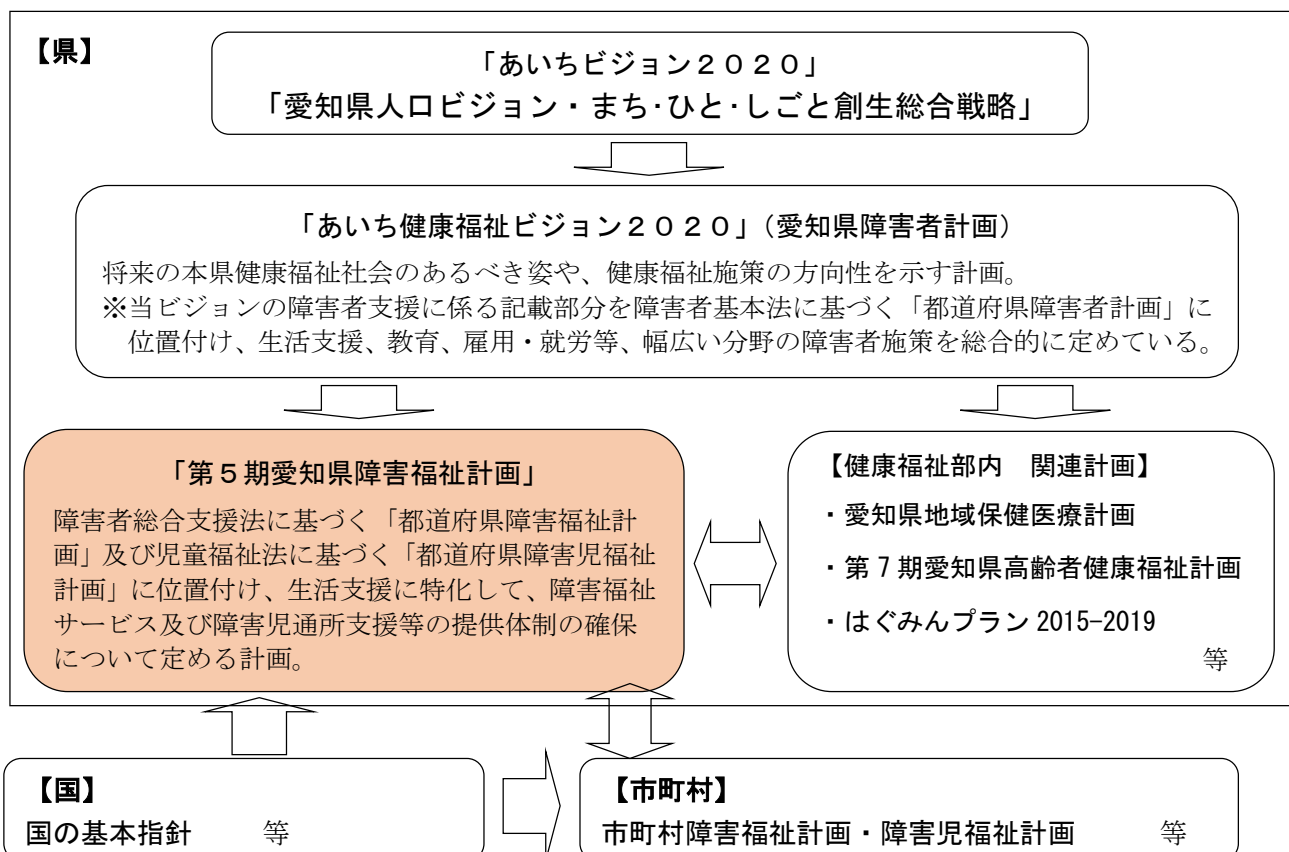 【県】
「あいちビジョン２０２０」
「愛知県人口ビジョン・まち･ひと･しごと創生総合戦略」
「あいち健康福祉ビジョン２０２０」（愛知県障害者計画）
将来の本県健康福祉社会のあるべき姿や、健康福祉施策の方向性を示す計画。
※当ビジョンの障害者支援に係る記載部分を障害者基本法に基づく「都道府県障害者計画」に
位置付け、生活支援、教育、雇用・就労等、幅広い分野の障害者施策を総合的に定めている。
「第５期愛知県障害福祉計画」
障害者総合支援法に基づく「都道府県障害福祉計
画」及び児童福祉法に基づく「都道府県障害児福祉
計画」に位置付け、生活支援に特化して、障害福祉
サービス及び障害児通所支援等の提供体制の確保
について定める計画。
【健康福祉部内　関連計画】
・愛知県地域保健医療計画
・第７期愛知県高齢者健康福祉計画
・はぐみんプラン 2015-2019
等
【国】
国の基本指針　　等
【市町村】
市町村障害福祉計画・障害児福祉計画　　　等